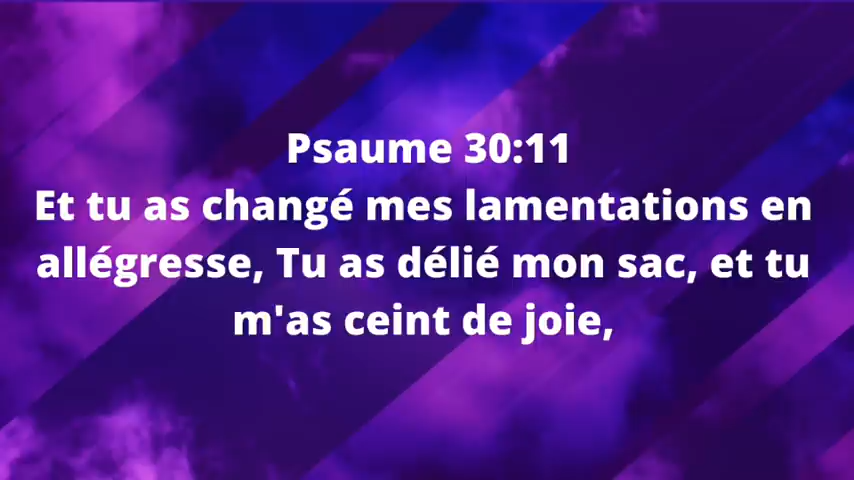 Psaume 30:11
Et tu as changé mes lamentations en
allégresse, Tu as délié mon sac, et tu
m'as ceint de joie,